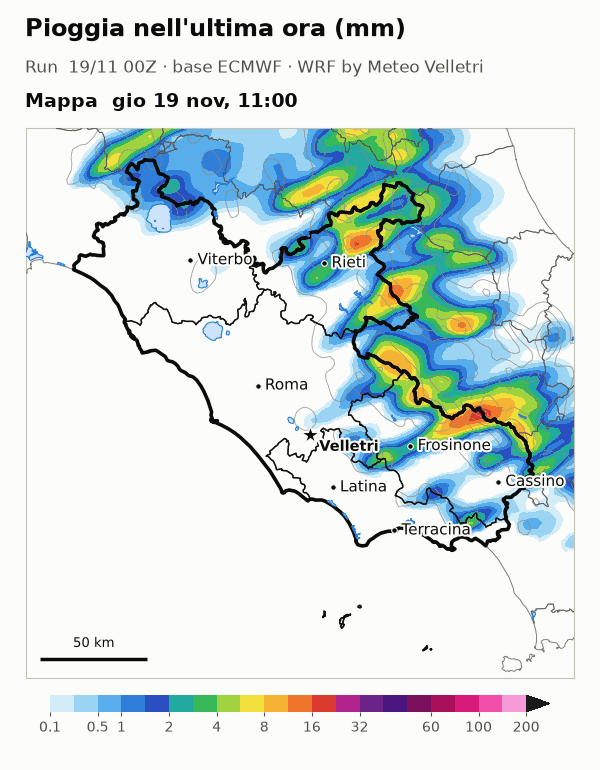 Pioggia nell'ultima ora (mm)
Run  19/11 00Z · base ECMWF · WRF by Meteo Velletri
Mappa  gio 19 nov, 11:00
Viterbo
Rieti
Roma
Velletri
Frosinone
Latina
Cassino
Terracina
50 km
0.1 0.5 1 2 4 8 16 32 60 100 200